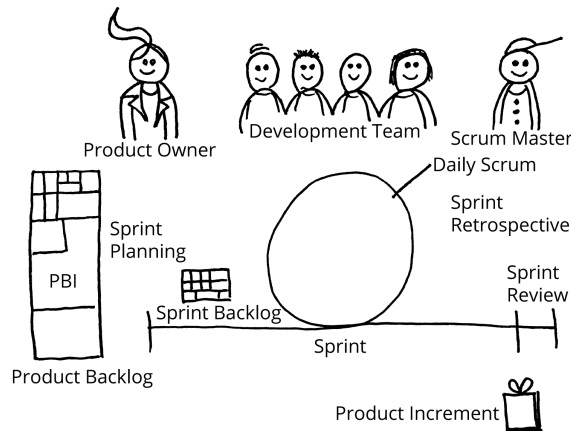 Product Owner
Development Team
Scrum Master
Daily Scrum
Sprint
Retrospective
Sprint
Planning
PBI
Sprint
Review
Sprint Backlog
Sprint
Product Backlog
Product Increment